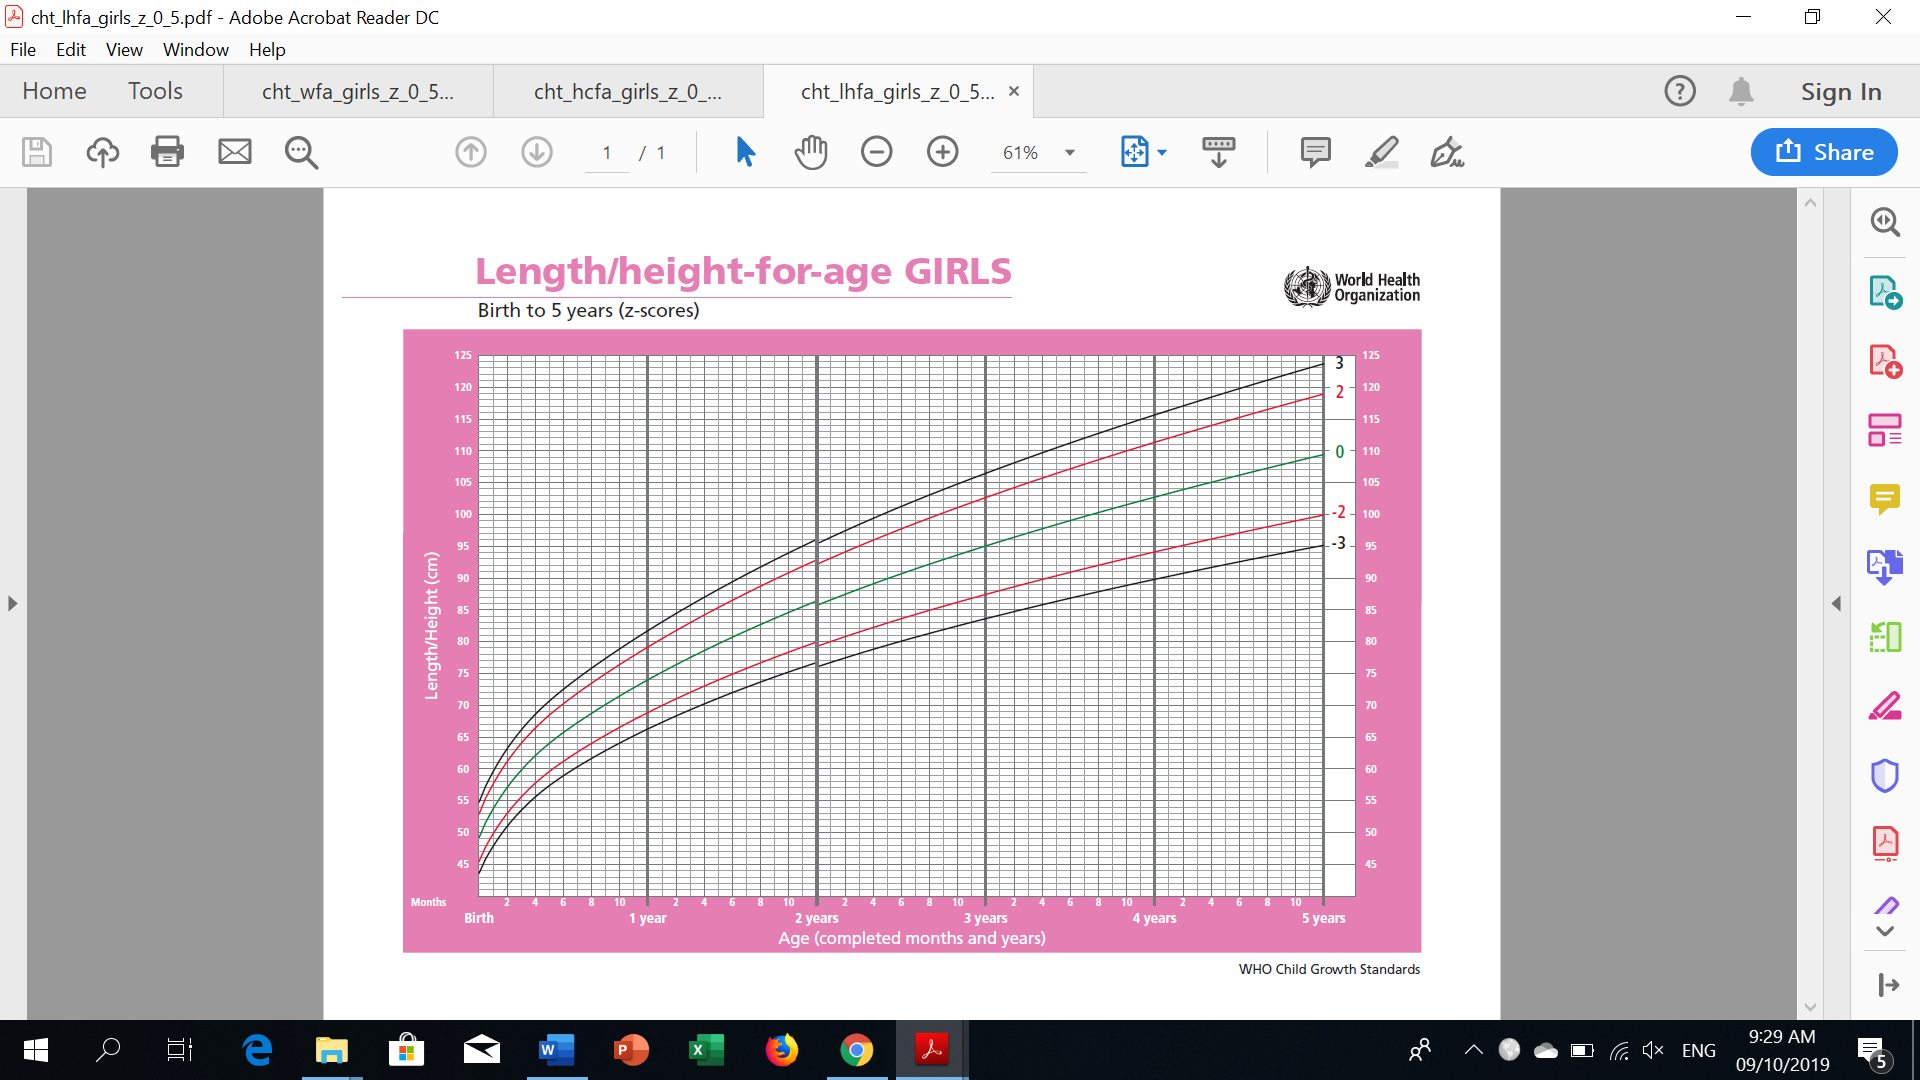 cht_lhfa_girls_z_0_5.pdf - Adobe Acrobat Reader DC
File Edit View Window Help
Home Tools cht_wfa_girls_z_0_5... cht_hcfa_girls_z_0_... cht_lhfa_girls_z_0_5... × Sign In
1 / 1 61% Share
Length/height-for-age GIRLS
World Health
Organization
Birth to 5 years (z-scores)
125 3 125
120 2 120
115 115
110 0 110
105 105
100 -2 100
95 -3 95
90 90
85 85
80 80
75 75
70 70
65 65
60 60
55 55
50 50
45 45
Length/Height (cm)
Months 2 4 6 8 10 2 4 6 8 10 2 4 6 8 10 2 4 6 8 10 2 4 6 8 10
Birth 1 year 2 years 3 years 4 years 5 years
Age (completed months and years)
WHO Child Growth Standards
9:29 AM
ENG
09/10/2019
5